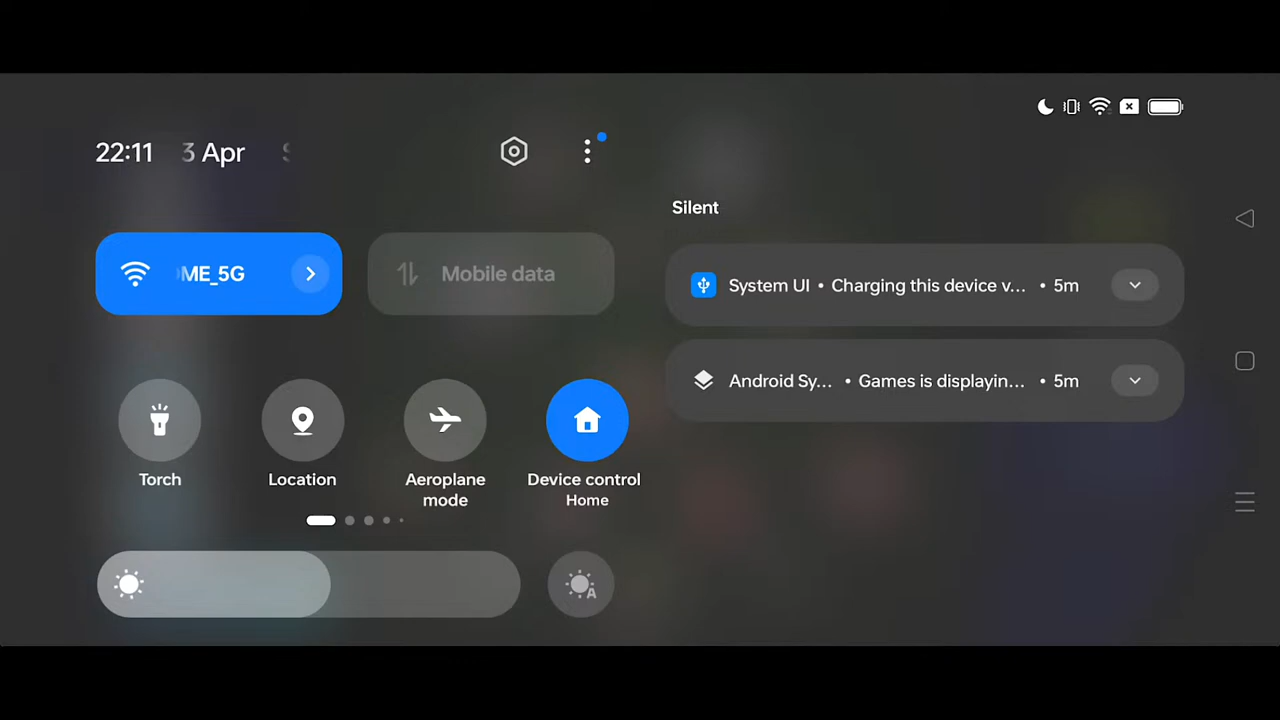 22:11 3 Apr
ME_5G
Mobile data
Torch
Location
Aeroplane
mode
Device control
Home
Silent
System UI • Charging this device v... • 5m
Android Sy... • Games is displayin... • 5m